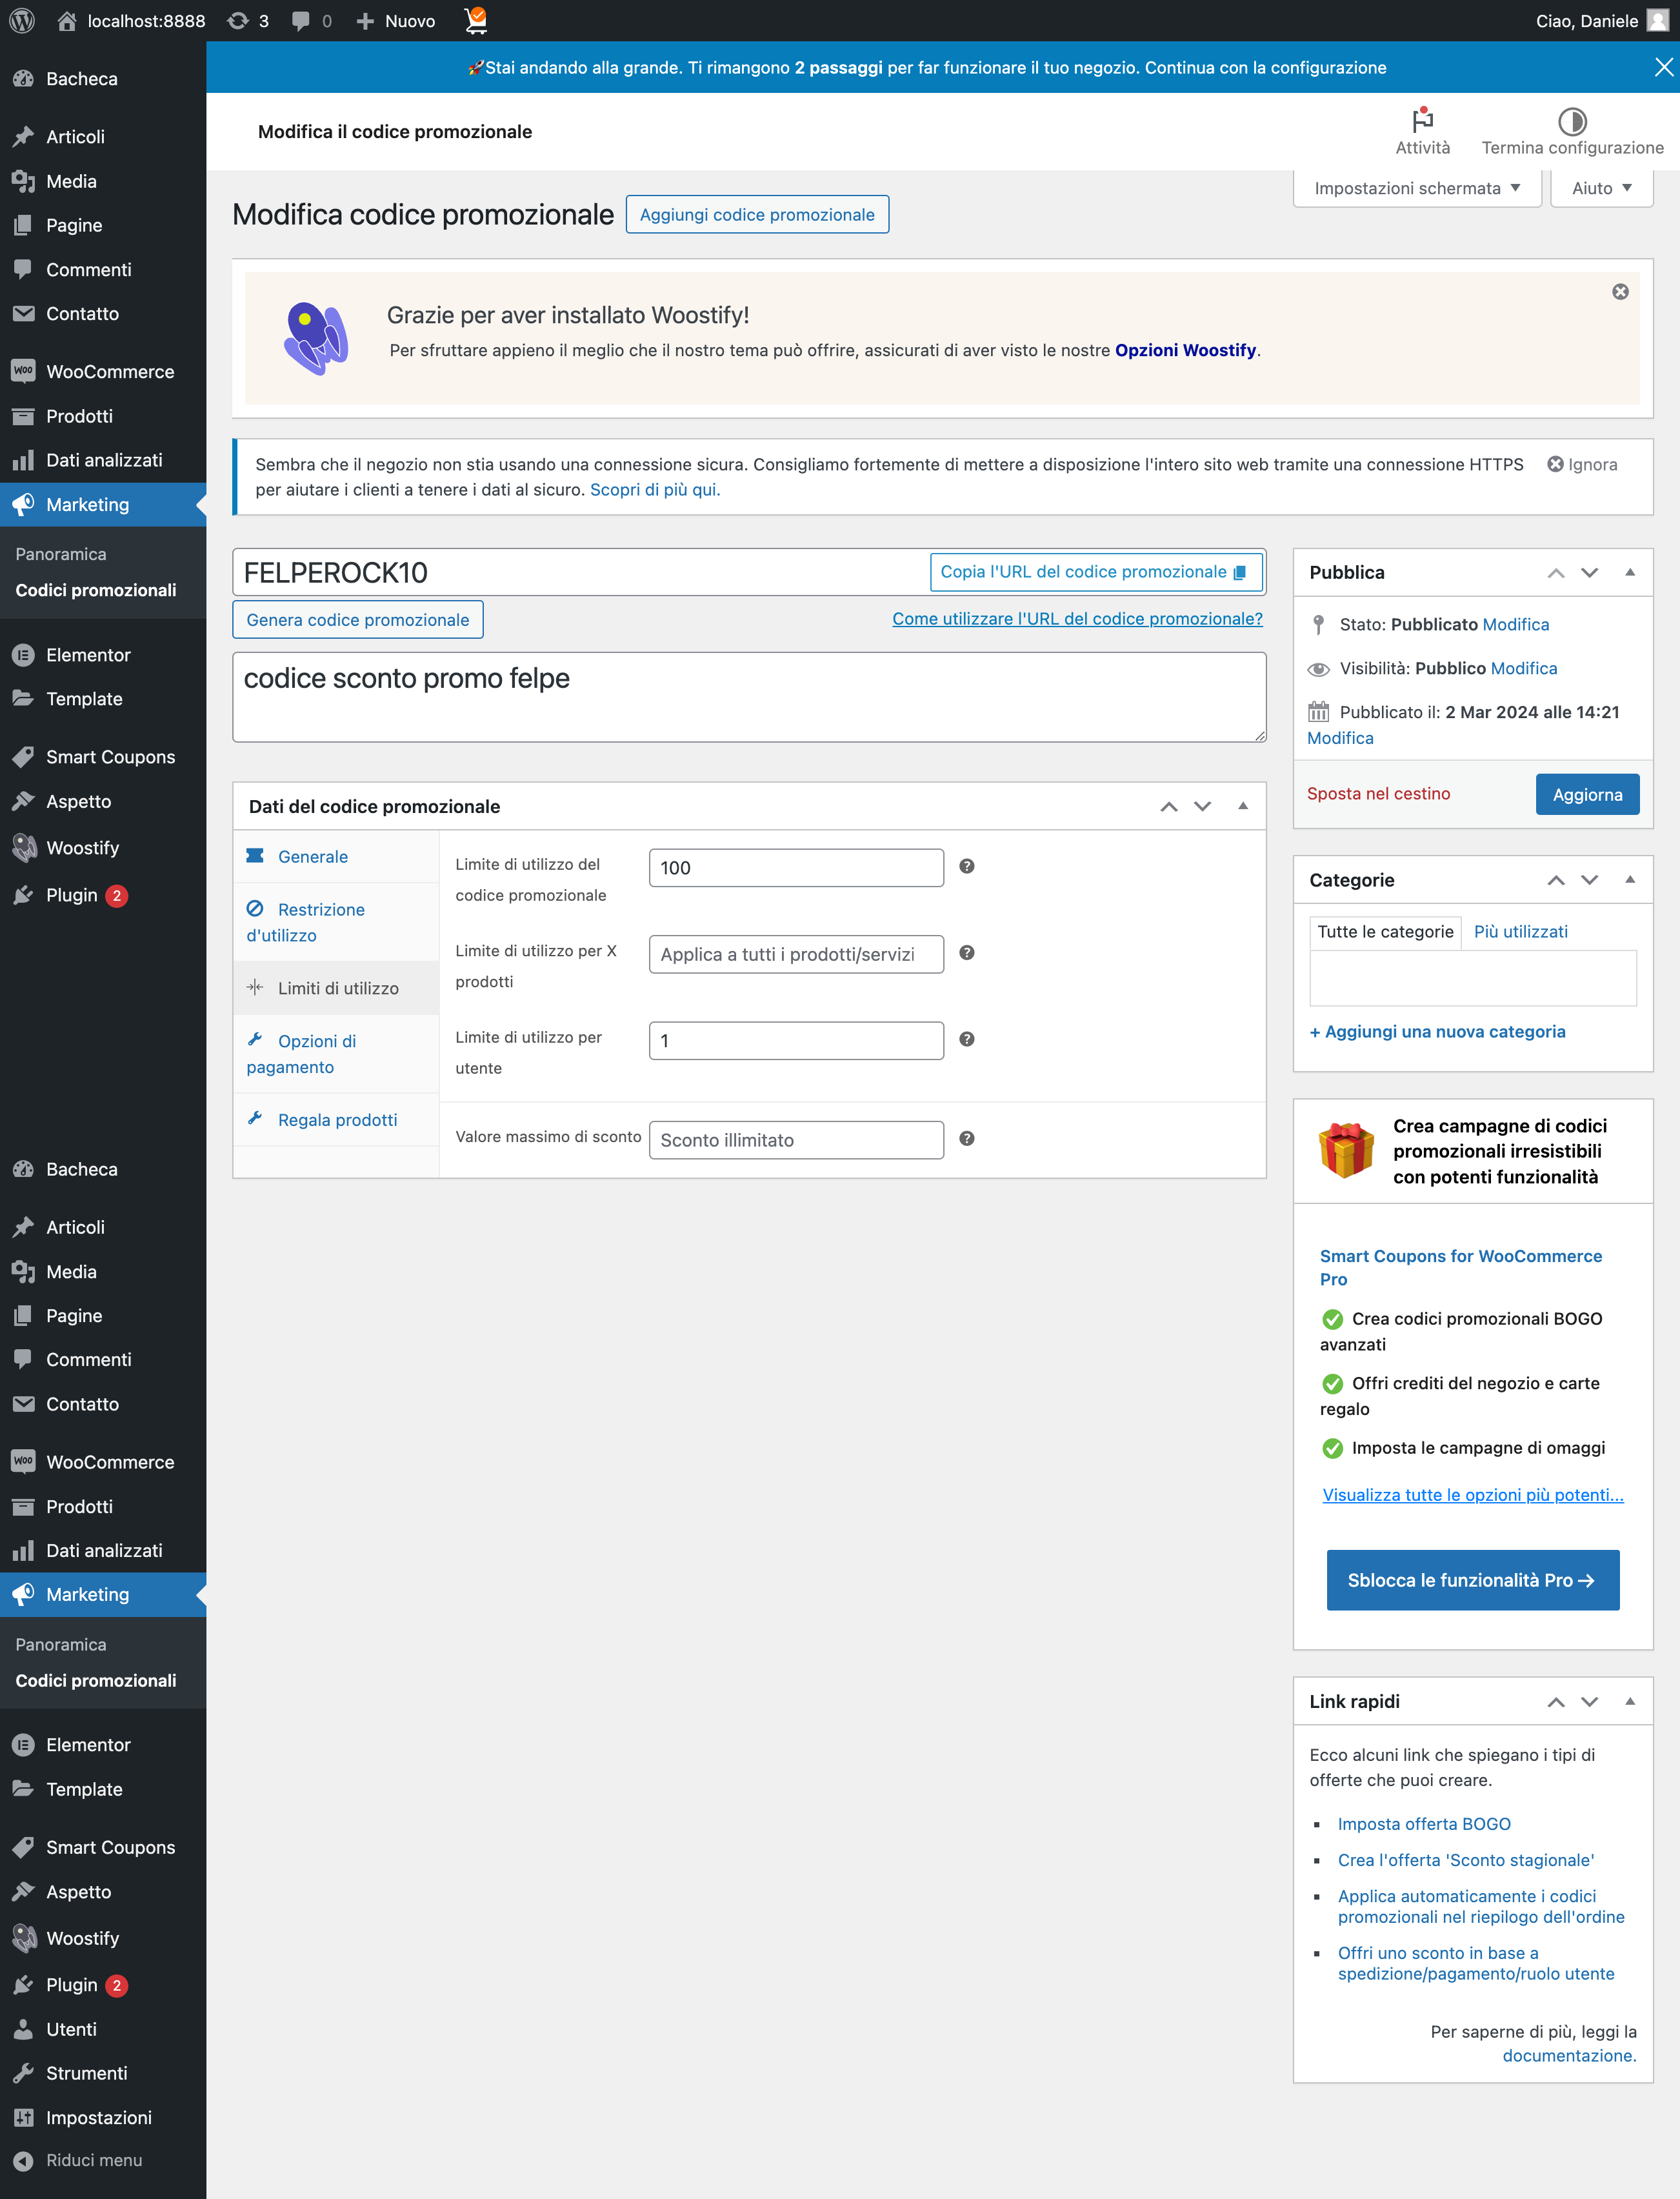 localhost:8888
3
0
Nuovo
Ciao, Daniele
Bacheca
Articoli
Media
Pagine
Commenti
Contatto
WooCommerce
Prodotti
Dati analizzati
Marketing
Panoramica
Codici promozionali
Elementor
Template
Smart Coupons
Aspetto
Woostify
Plugin 2
Bacheca
Articoli
Media
Pagine
Commenti
Contatto
WooCommerce
Prodotti
Dati analizzati
Marketing
Panoramica
Codici promozionali
Elementor
Template
Smart Coupons
Aspetto
Woostify
Plugin 2
Utenti
Strumenti
Impostazioni
Riduci menu
🚀Stai andando alla grande. Ti rimangono 2 passaggi per far funzionare il tuo negozio. Continua con la configurazione
Modifica il codice promozionale
Attività
Termina configurazione
Impostazioni schermata
Aiuto
Modifica codice promozionale
Aggiungi codice promozionale
Grazie per aver installato Woostify!
Per sfruttare appieno il meglio che il nostro tema può offrire, assicurati di aver visto le nostre Opzioni Woostify.
Sembra che il negozio non stia usando una connessione sicura. Consigliamo fortemente di mettere a disposizione l'intero sito web tramite una connessione HTTPS
per aiutare i clienti a tenere i dati al sicuro. Scopri di più qui.
Ignora
FELPEROCK10
Copia l'URL del codice promozionale
Genera codice promozionale
Come utilizzare l'URL del codice promozionale?
codice sconto promo felpe
Dati del codice promozionale
Generale
Restrizione
d'utilizzo
Limiti di utilizzo
Opzioni di
pagamento
Regala prodotti
Limite di utilizzo del
codice promozionale
100
Limite di utilizzo per X
prodotti
Applica a tutti i prodotti/servizi
Limite di utilizzo per
utente
1
Valore massimo di sconto
Sconto illimitato
Pubblica
Stato: Pubblicato Modifica
Visibilità: Pubblico Modifica
Pubblicato il: 2 Mar 2024 alle 14:21
Modifica
Sposta nel cestino
Aggiorna
Categorie
Tutte le categorie
Più utilizzati
+ Aggiungi una nuova categoria
Crea campagne di codici
promozionali irresistibili
con potenti funzionalità
Smart Coupons for WooCommerce
Pro
Crea codici promozionali BOGO
avanzati
Offri crediti del negozio e carte
regalo
Imposta le campagne di omaggi
Visualizza tutte le opzioni più potenti...
Sblocca le funzionalità Pro →
Link rapidi
Ecco alcuni link che spiegano i tipi di
offerte che puoi creare.
Imposta offerta BOGO
Crea l'offerta 'Sconto stagionale'
Applica automaticamente i codici
promozionali nel riepilogo dell'ordine
Offri uno sconto in base a
spedizione/pagamento/ruolo utente
Per saperne di più, leggi la
documentazione.